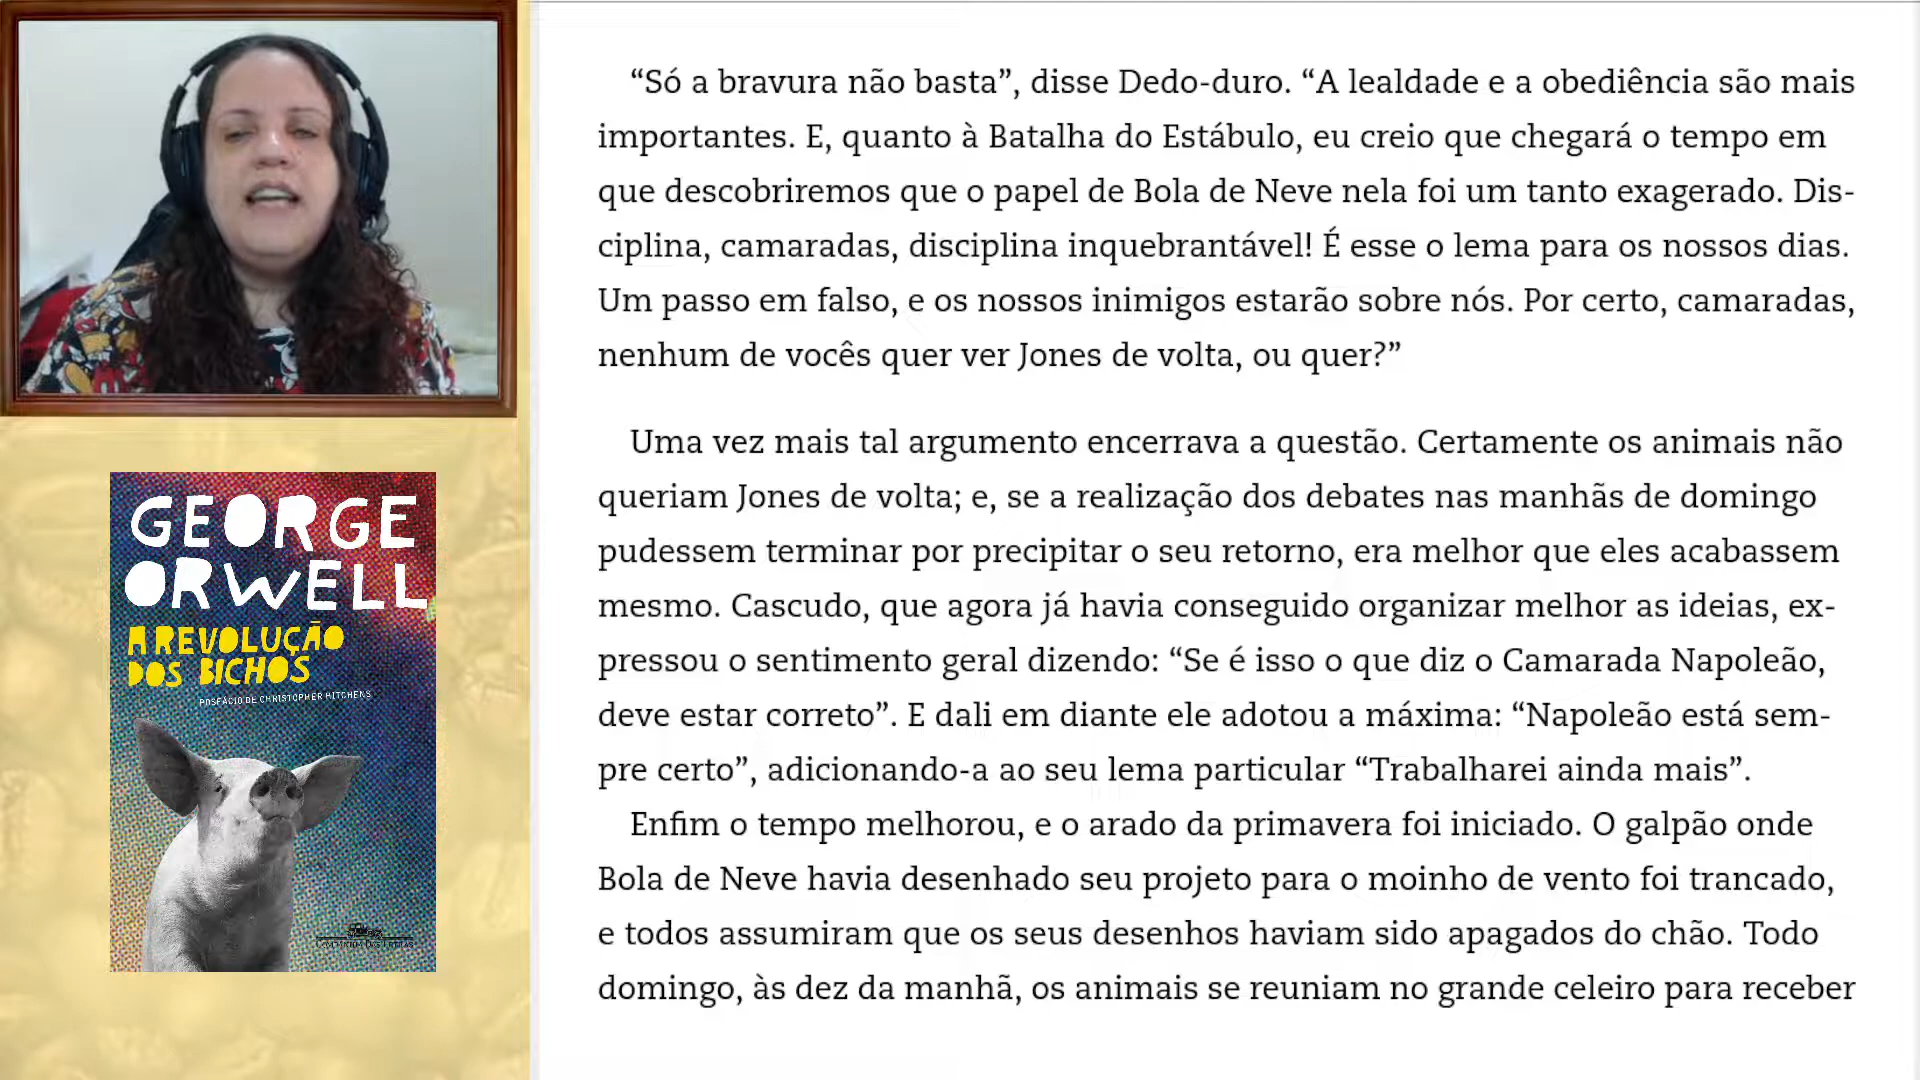 GEORGE
ORWELL
A REVOLUÇÃO
DOS BICHOS
POSFÁCIO DE CHRISTOPHER HITCHENS
COMPANHIA DAS LETRAS
“Só a bravura não basta”, disse Dedo-duro. “A lealdade e a obediência são mais
importantes. E, quanto à Batalha do Estábulo, eu creio que chegará o tempo em
que descobriremos que o papel de Bola de Neve nela foi um tanto exagerado. Dis-
ciplina, camaradas, disciplina inquebrantável! É esse o lema para os nossos dias.
Um passo em falso, e os nossos inimigos estarão sobre nós. Por certo, camaradas,
nenhum de vocês quer ver Jones de volta, ou quer?”
Uma vez mais tal argumento encerrava a questão. Certamente os animais não
queriam Jones de volta; e, se a realização dos debates nas manhãs de domingo
pudessem terminar por precipitar o seu retorno, era melhor que eles acabassem
mesmo. Cascudo, que agora já havia conseguido organizar melhor as ideias, ex-
pressou o sentimento geral dizendo: “Se é isso o que diz o Camarada Napoleão,
deve estar correto”. E dali em diante ele adotou a máxima: “Napoleão está sem-
pre certo”, adicionando-a ao seu lema particular “Trabalharei ainda mais”.
Enfim o tempo melhorou, e o arado da primavera foi iniciado. O galpão onde
Bola de Neve havia desenhado seu projeto para o moinho de vento foi trancado,
e todos assumiram que os seus desenhos haviam sido apagados do chão. Todo
domingo, às dez da manhã, os animais se reuniam no grande celeiro para receber